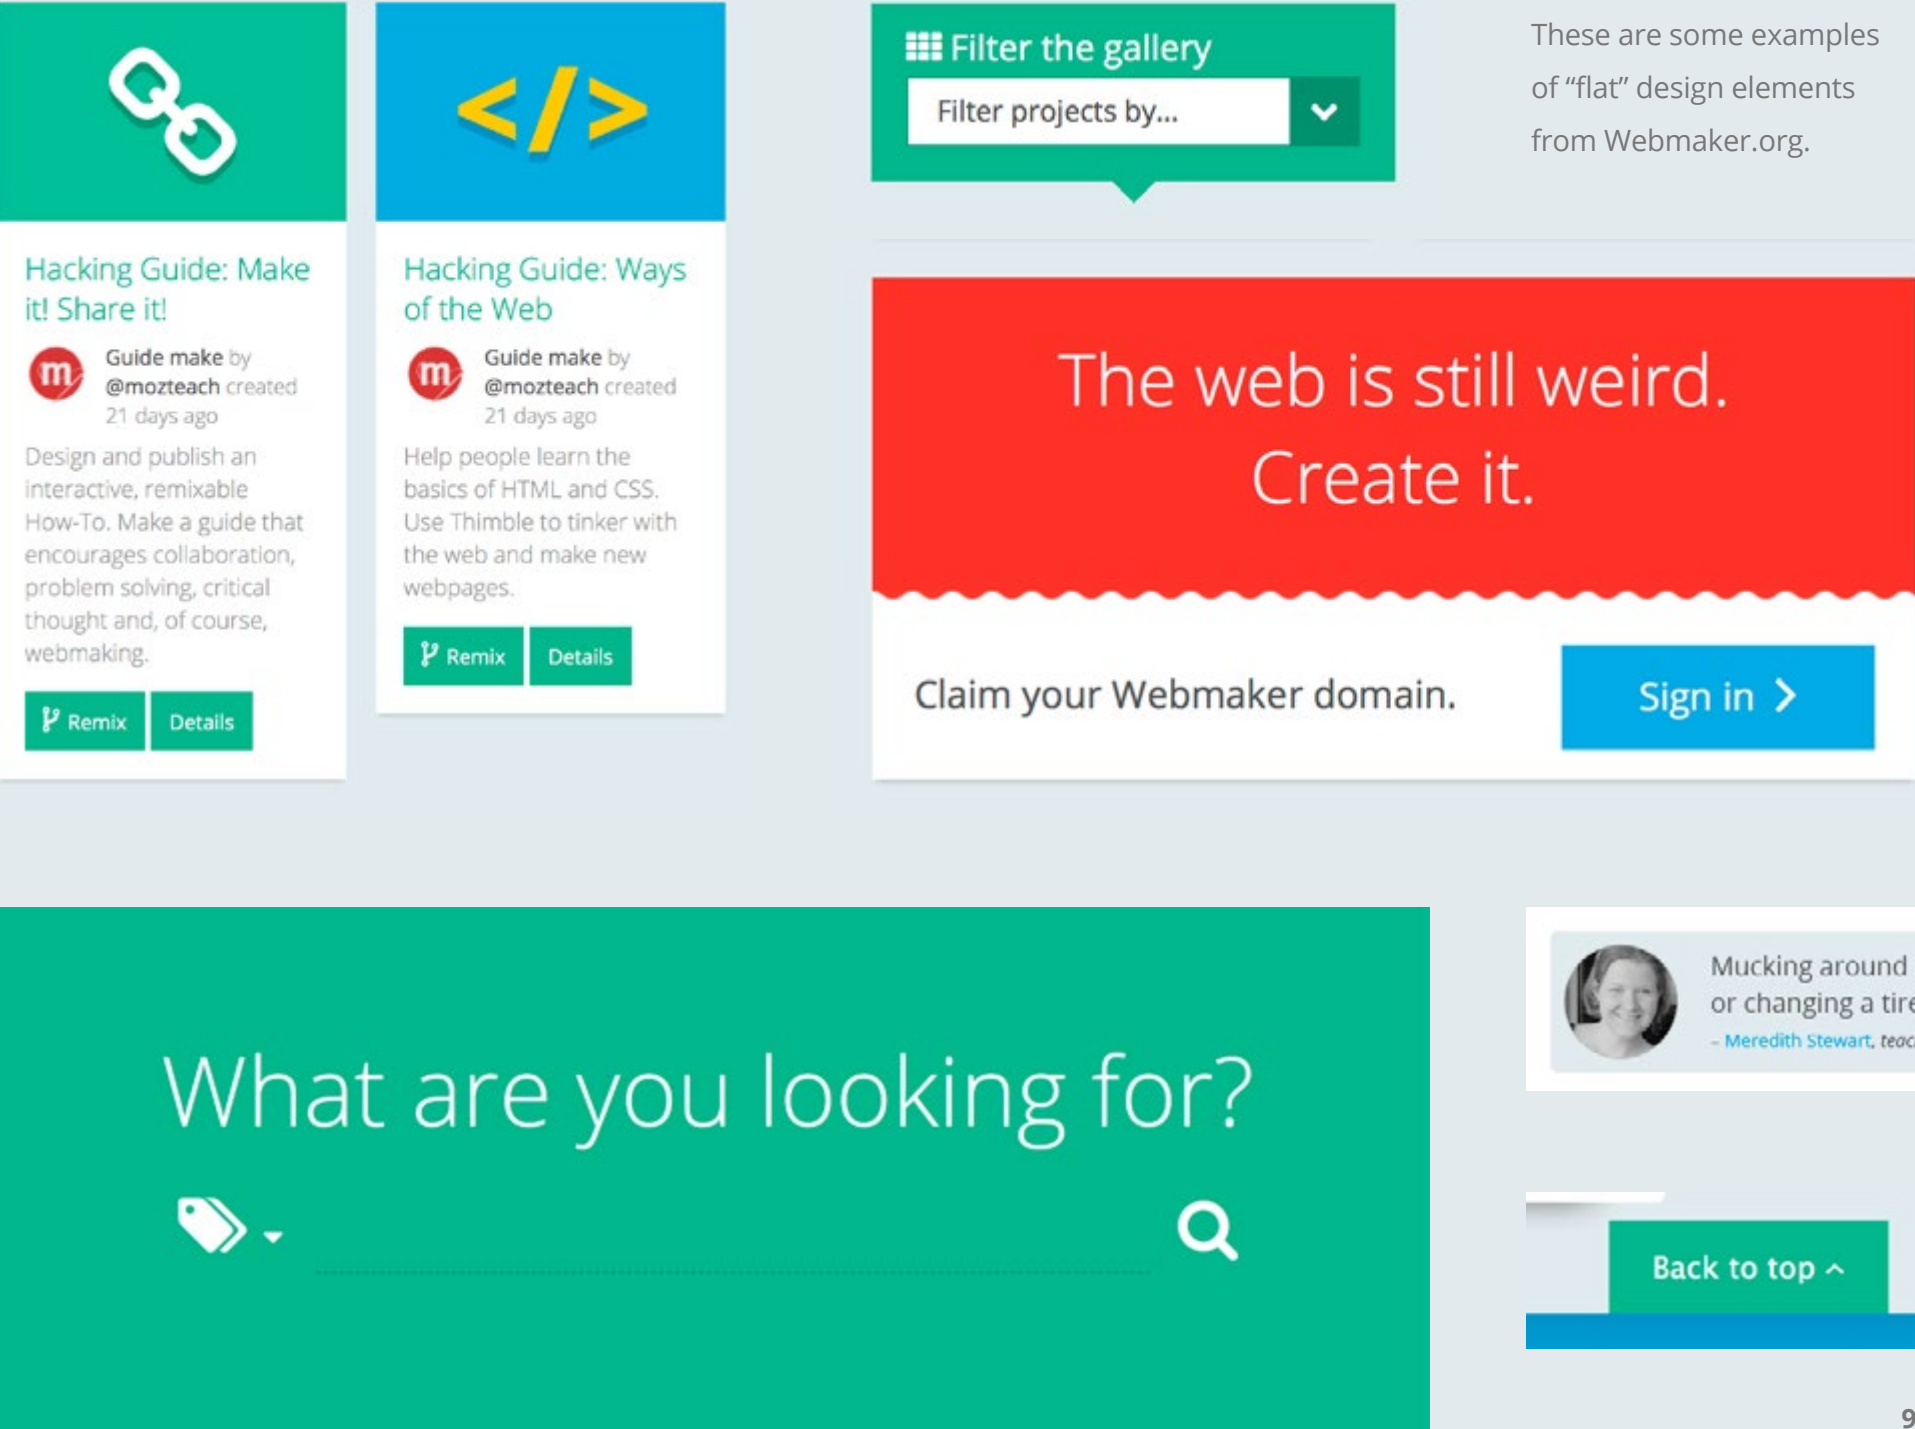 Hacking Guide: Make
it! Share it!
m
Guide make by
@mozteach created
21 days ago
Design and publish an
interactive, remixable
How-To. Make a guide that
encourages collaboration,
problem solving, critical
thought and, of course,
webmaking.
Remix
Details
</>
Hacking Guide: Ways
of the Web
m
Guide make by
@mozteach created
21 days ago
Help people learn the
basics of HTML and CSS.
Use Thimble to tinker with
the web and make new
webpages.
Remix
Details
Filter the gallery
Filter projects by...
These are some examples
of “flat” design elements
from Webmaker.org.
The web is still weird.
Create it.
Claim your Webmaker domain.
Sign in
What are you looking for?
Mucking around
or changing a tire
– Meredith Stewart, teac
Back to top
9